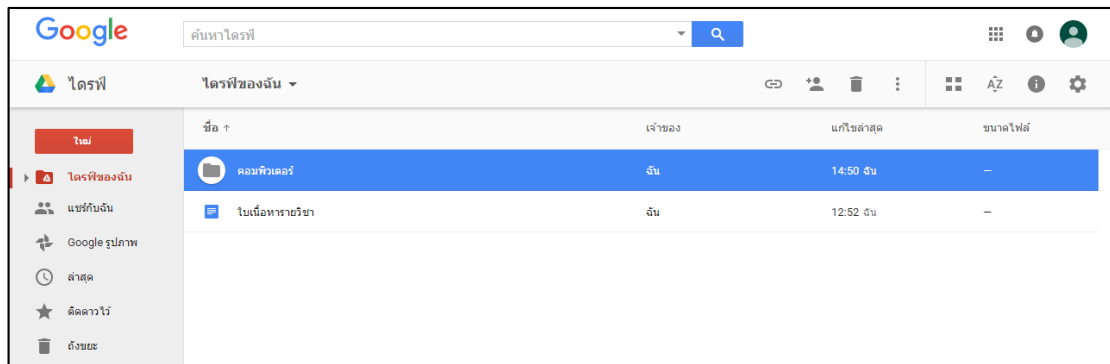 Google
ค้นหาไดรฟ์
ไดรฟ์
ไดรฟ์ของฉัน
AZ
ใหม่
ไดรฟ์ของฉัน
แชร์กับฉัน
Google รูปภาพ
ล่าสุด
ติดดาวไว้
ถังขยะ
ชื่อ ↑ เจ้าของ แก้ไขล่าสุด ขนาดไฟล์
คอมพิวเตอร์ ฉัน 14:50 ฉัน —
ใบเนื้อหารายวิชา ฉัน 12:52 ฉัน —